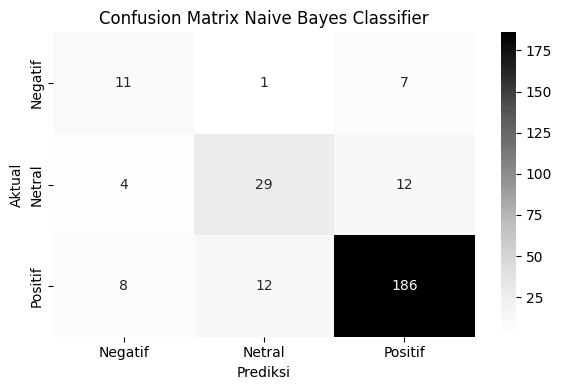 Confusion Matrix Naive Bayes Classifier
Aktual
Negatif
11 1 7
Netral
4 29 12
Positif
8 12 186
Negatif Netral Positif
Prediksi
175
150
125
100
75
50
25